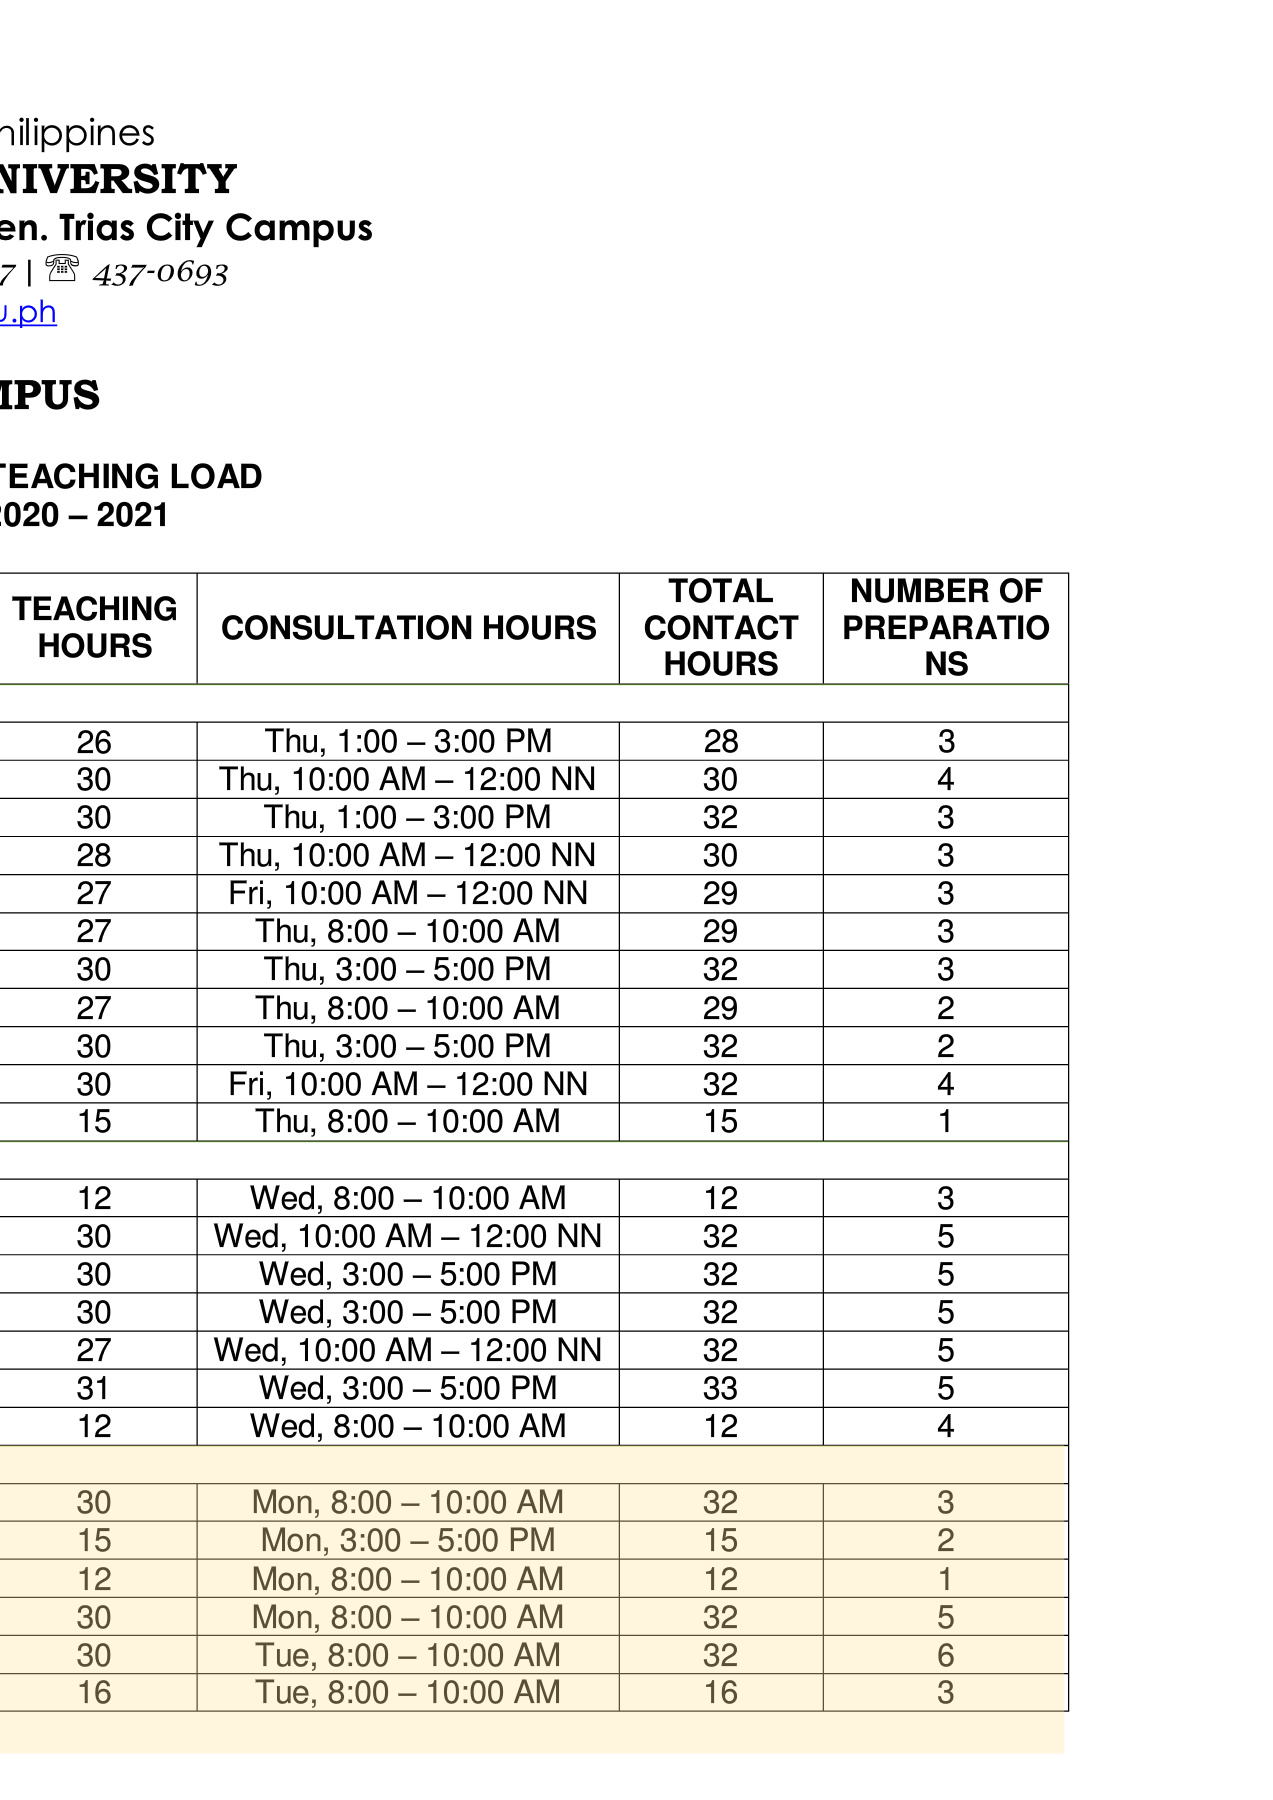 hilippines
NIVERSITY
en. Trias City Campus
7 | ☏ 437-0693
u.ph
MPUS
TEACHING LOAD
2020 – 2021
TEACHING HOURS CONSULTATION HOURS TOTAL CONTACT HOURS NUMBER OF PREPARATIO NS
26 Thu, 1:00 – 3:00 PM 28 3
30 Thu, 10:00 AM – 12:00 NN 30 4
30 Thu, 1:00 – 3:00 PM 32 3
28 Thu, 10:00 AM – 12:00 NN 30 3
27 Fri, 10:00 AM – 12:00 NN 29 3
27 Thu, 8:00 – 10:00 AM 29 3
30 Thu, 3:00 – 5:00 PM 32 3
27 Thu, 8:00 – 10:00 AM 29 2
30 Thu, 3:00 – 5:00 PM 32 2
30 Fri, 10:00 AM – 12:00 NN 32 4
15 Thu, 8:00 – 10:00 AM 15 1
12 Wed, 8:00 – 10:00 AM 12 3
30 Wed, 10:00 AM – 12:00 NN 32 5
30 Wed, 3:00 – 5:00 PM 32 5
30 Wed, 3:00 – 5:00 PM 32 5
27 Wed, 10:00 AM – 12:00 NN 32 5
31 Wed, 3:00 – 5:00 PM 33 5
12 Wed, 8:00 – 10:00 AM 12 4
30 Mon, 8:00 – 10:00 AM 32 3
15 Mon, 3:00 – 5:00 PM 15 2
12 Mon, 8:00 – 10:00 AM 12 1
30 Mon, 8:00 – 10:00 AM 32 5
30 Tue, 8:00 – 10:00 AM 32 6
16 Tue, 8:00 – 10:00 AM 16 3